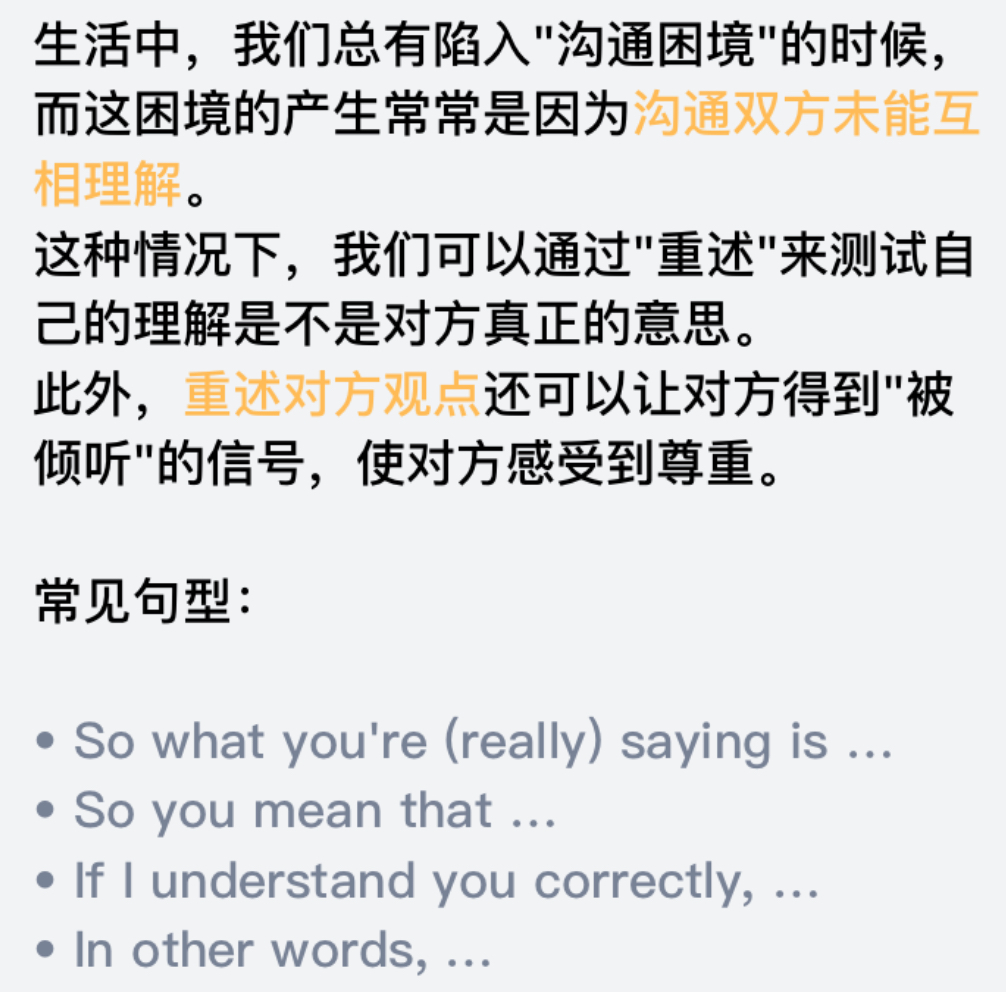 生活中，我们总有陷入"沟通困境"的时候，
而这困境的产生常常是因为沟通双方未能互
相理解。
这种情况下，我们可以通过"重述"来测试自
己的理解是不是对方真正的意思。
此外，重述对方观点还可以让对方得到"被
倾听"的信号，使对方感受到尊重。
常见句型：
• So what you're (really) saying is ...
• So you mean that ...
• If I understand you correctly, ...
• In other words, ...